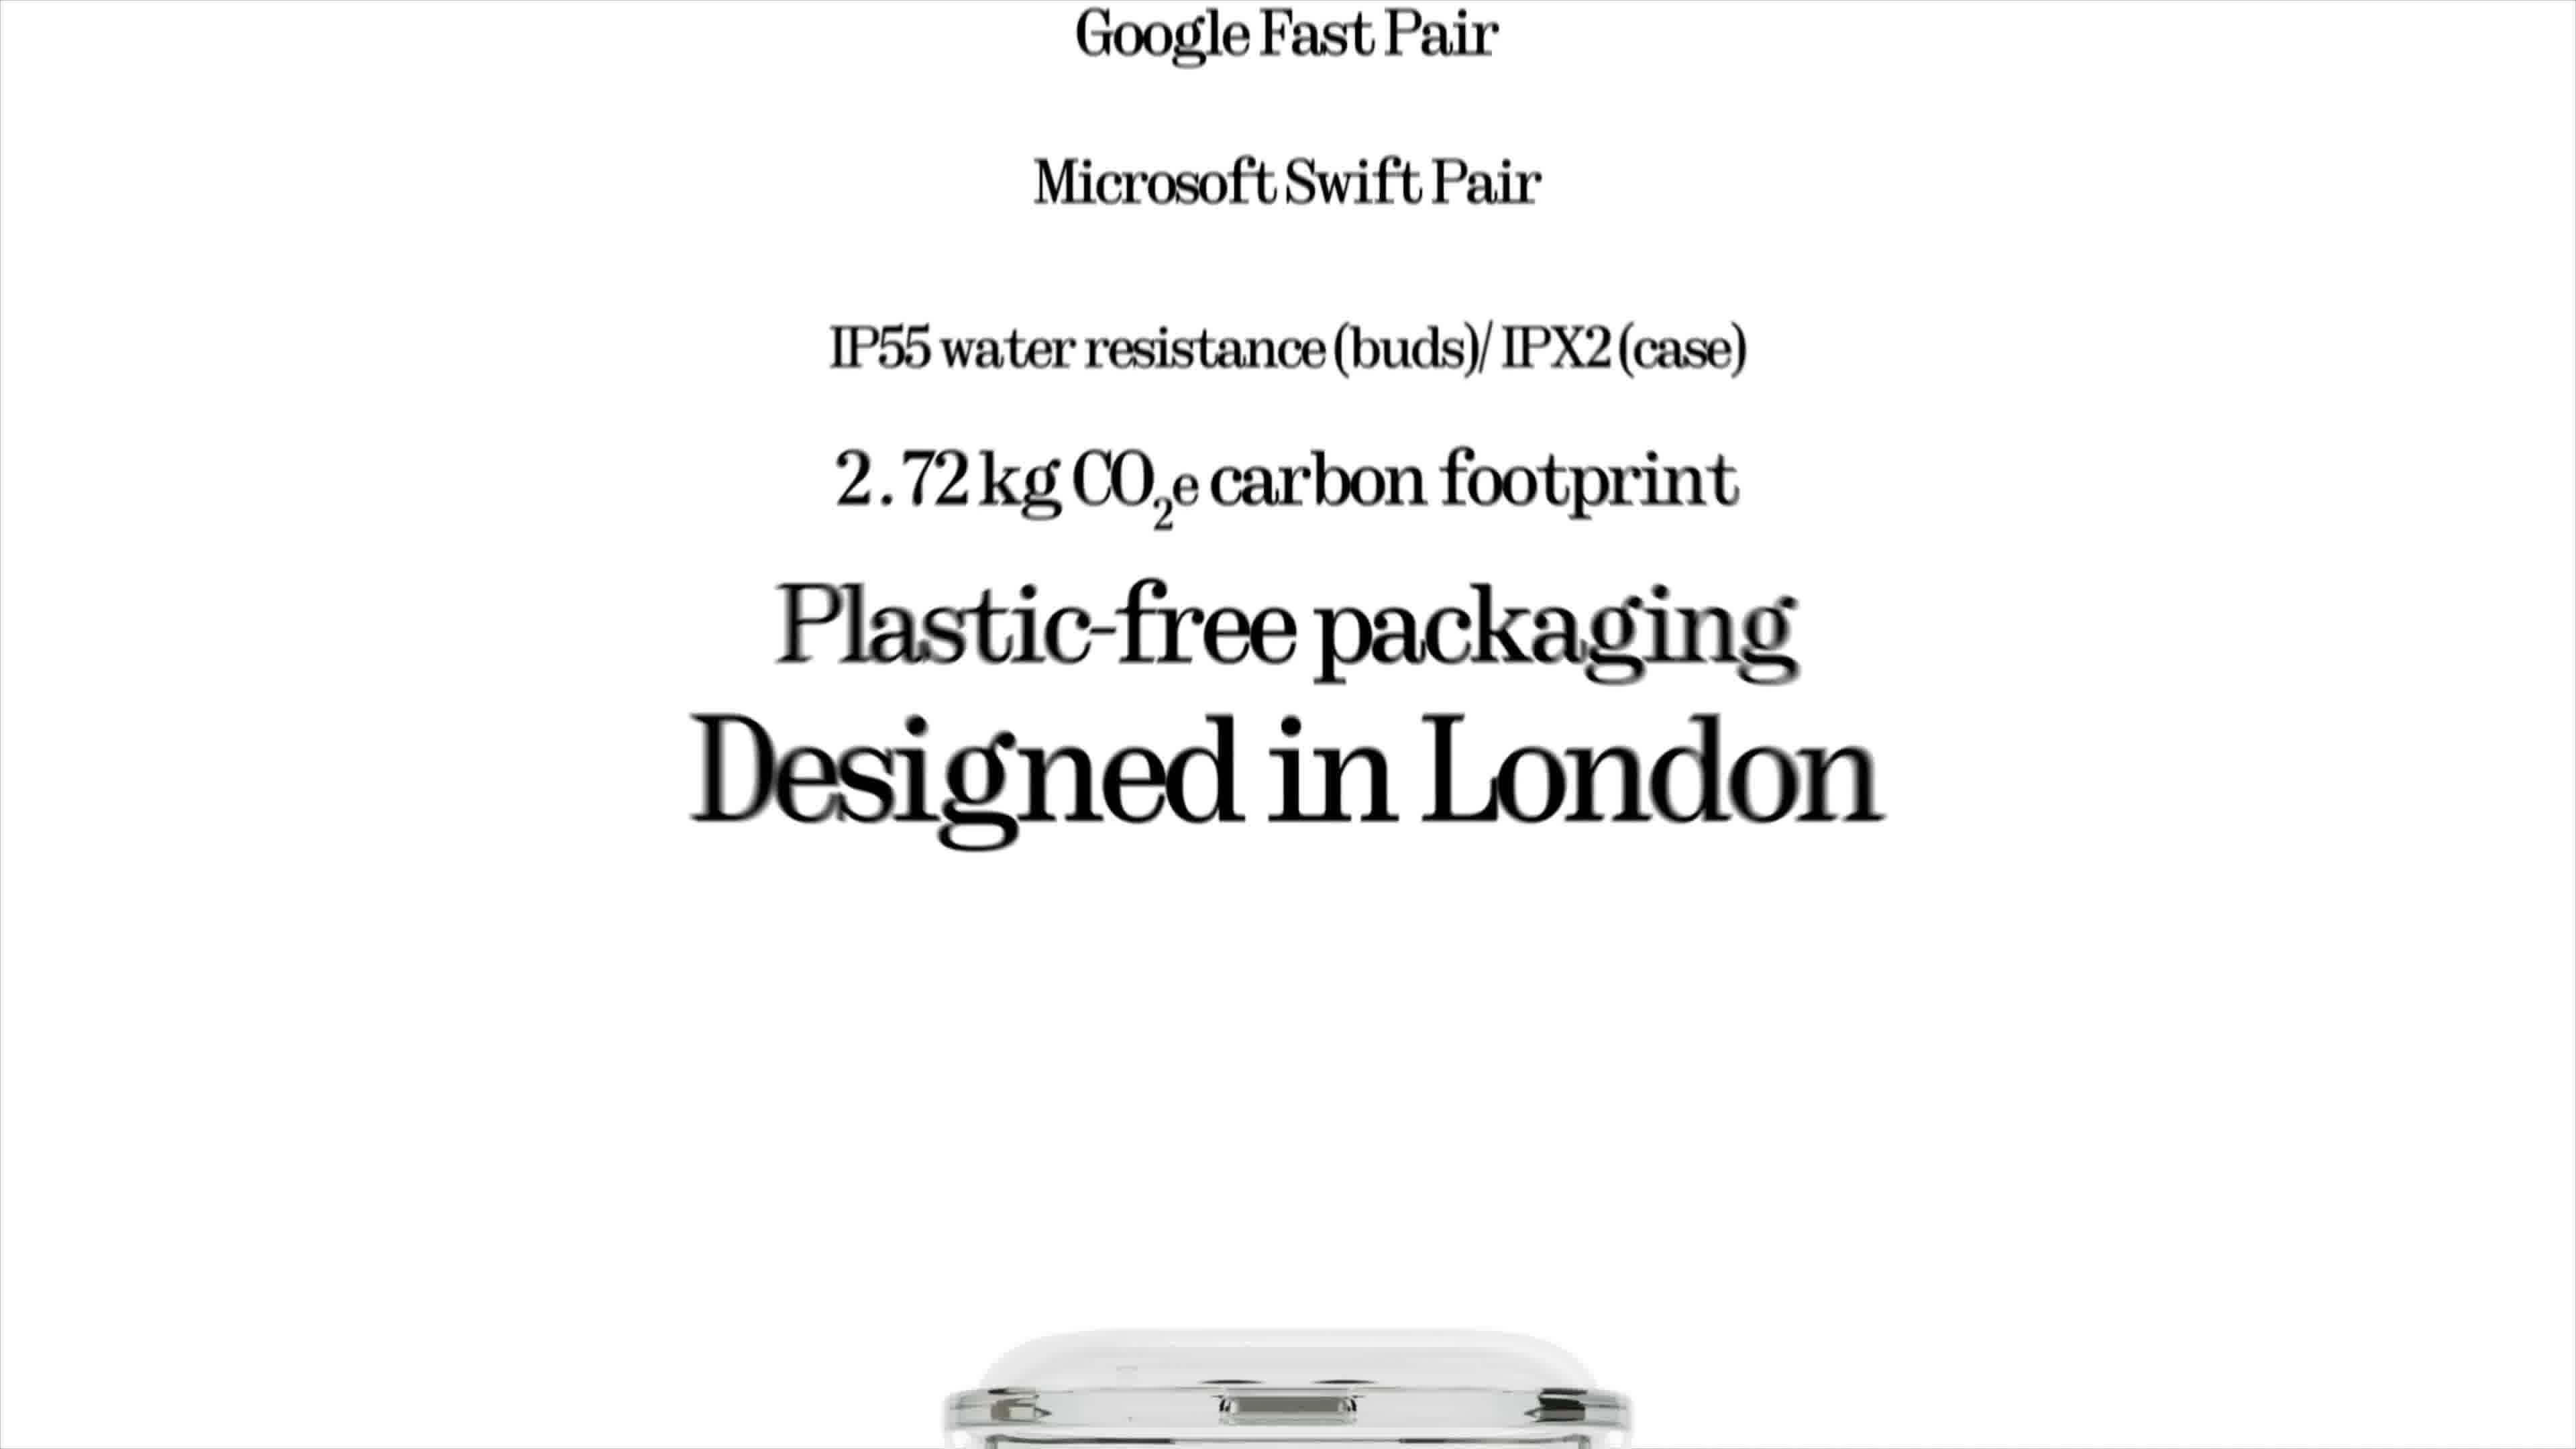 Google Fast Pair
Microsoft Swift Pair
IP55 water resistance (buds)/ IPX2 (case)
2.72 kg CO₂e carbon footprint
Plastic-free packaging
Designed in London